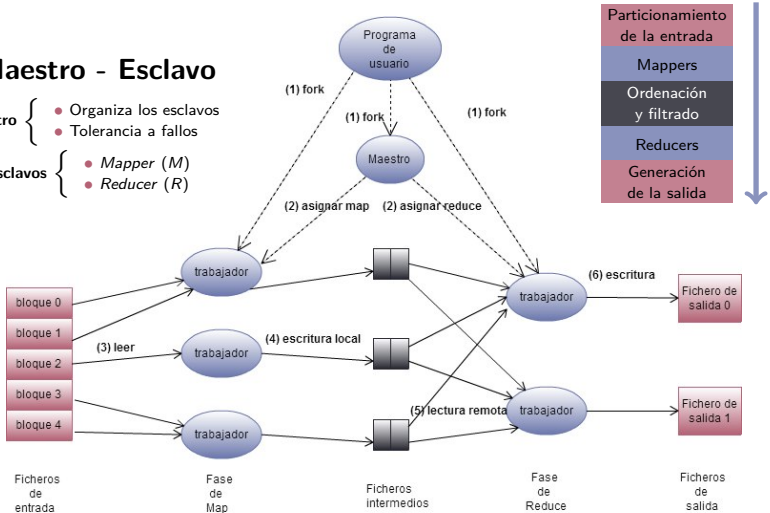 Maestro - Esclavo
• Organiza los esclavos
• Tolerancia a fallos
• Mapper (M)
• Reducer (R)
Programa
de
usuario
(1) fork
(1) fork
(1) fork
Maestro
(2) asignar map
(2) asignar reduce
Particionamiento
de la entrada
Mappers
Ordenación
y filtrado
Reducers
Generación
de la salida
bloque 0
bloque 1
bloque 2
bloque 3
bloque 4
(3) leer
trabajador
trabajador
trabajador
(4) escritura local
(5) lectura remota
trabajador
trabajador
(6) escritura
Fichero de
salida 0
Fichero de
salida 1
Ficheros
de
entrada
Fase
de
Map
Ficheros
intermedios
Fase
de
Reduce
Ficheros
de
salida